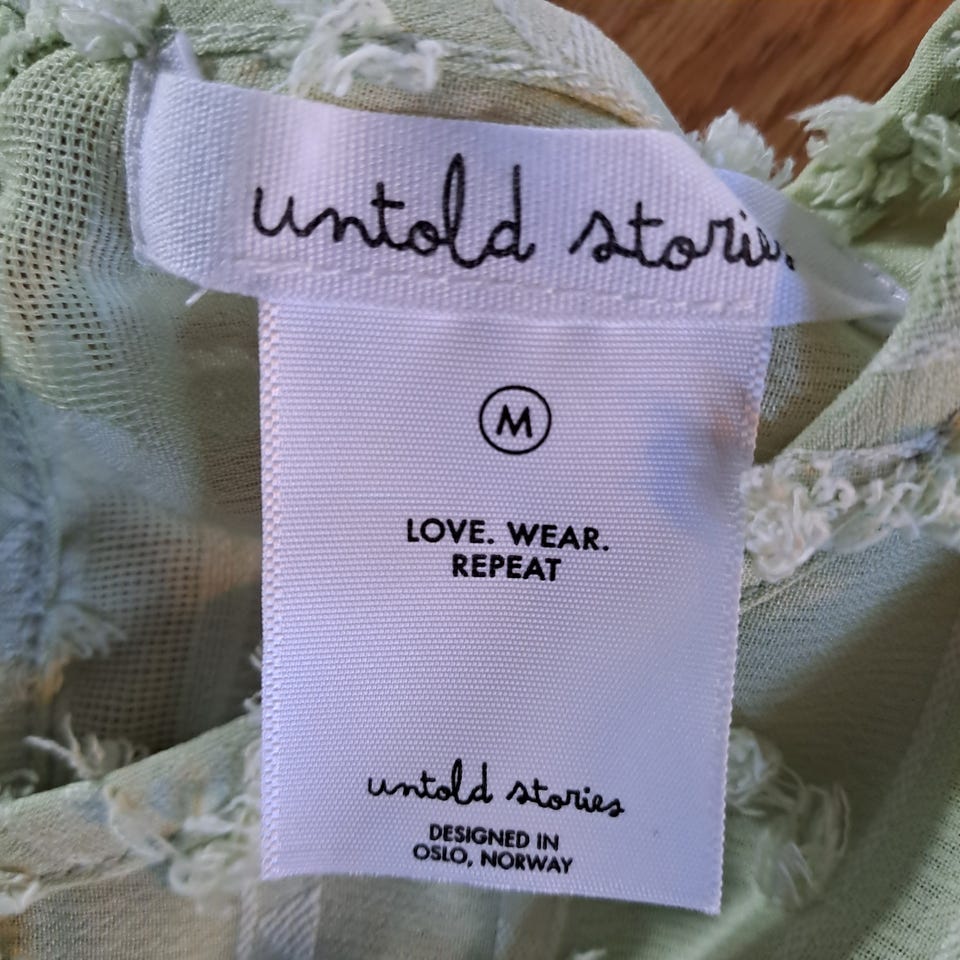 untold stories
M
LOVE. WEAR.
REPEAT
untold stories
DESIGNED IN
OSLO, NORWAY